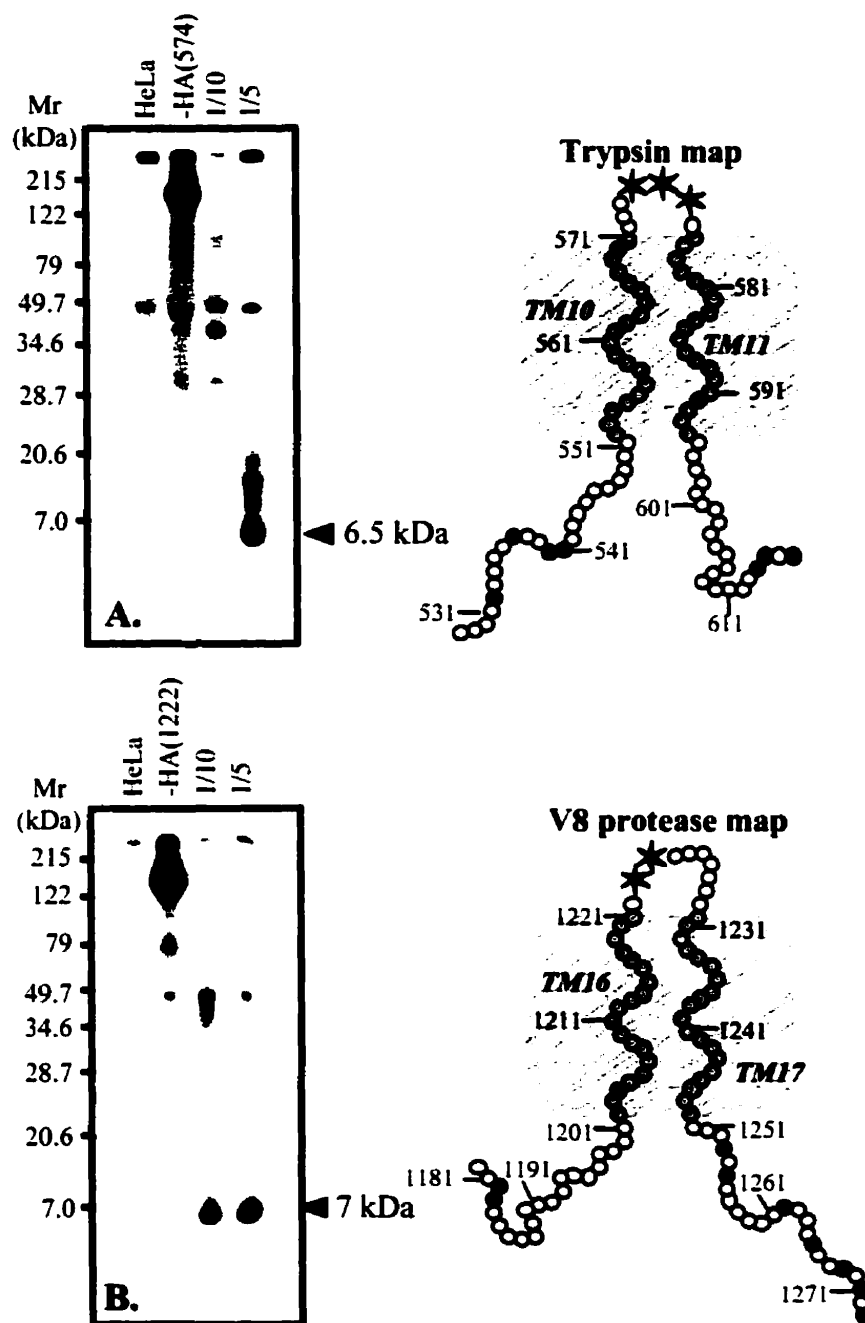 HeLa
-HA(574)
1/10
1/5
Mr
(kDa)
215
122
79
49.7
34.6
28.7
20.6
7.0
6.5 kDa
A.
Trypsin map
571
581
TM10
561
TM11
591
551
601
541
531
611
HeLa
-HA(1222)
1/10
1/5
Mr
(kDa)
215
122
79
49.7
34.6
28.7
20.6
7.0
7 kDa
B.
V8 protease map
1221
1231
TM16
1211
1241
TM17
1201
1251
1181
1191
1261
1271